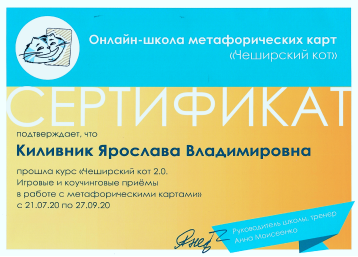 Онлайн-школа метафорических карт
«Чеширский кот»
СЕРТИФИКАТ
подтверждает, что
Киливник Ярослава Владимировна
прошла курс «Чеширский кот 2.0.
Игровые и коучинговые приёмы
в работе с метафорическими картами»
с 21.07.20 по 27.09.20
Руководитель школы, тренер
Анна Моисеенко